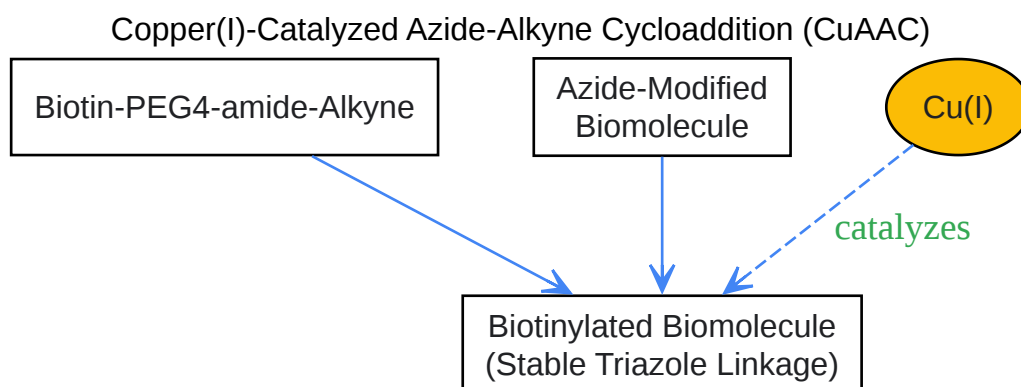 Copper(I)-Catalyzed Azide-Alkyne Cycloaddition (CuAAC)
Biotin-PEG4-amide-Alkyne
Azide-Modified
Biomolecule
Cu(I)
catalyzes
Biotinylated Biomolecule
(Stable Triazole Linkage)